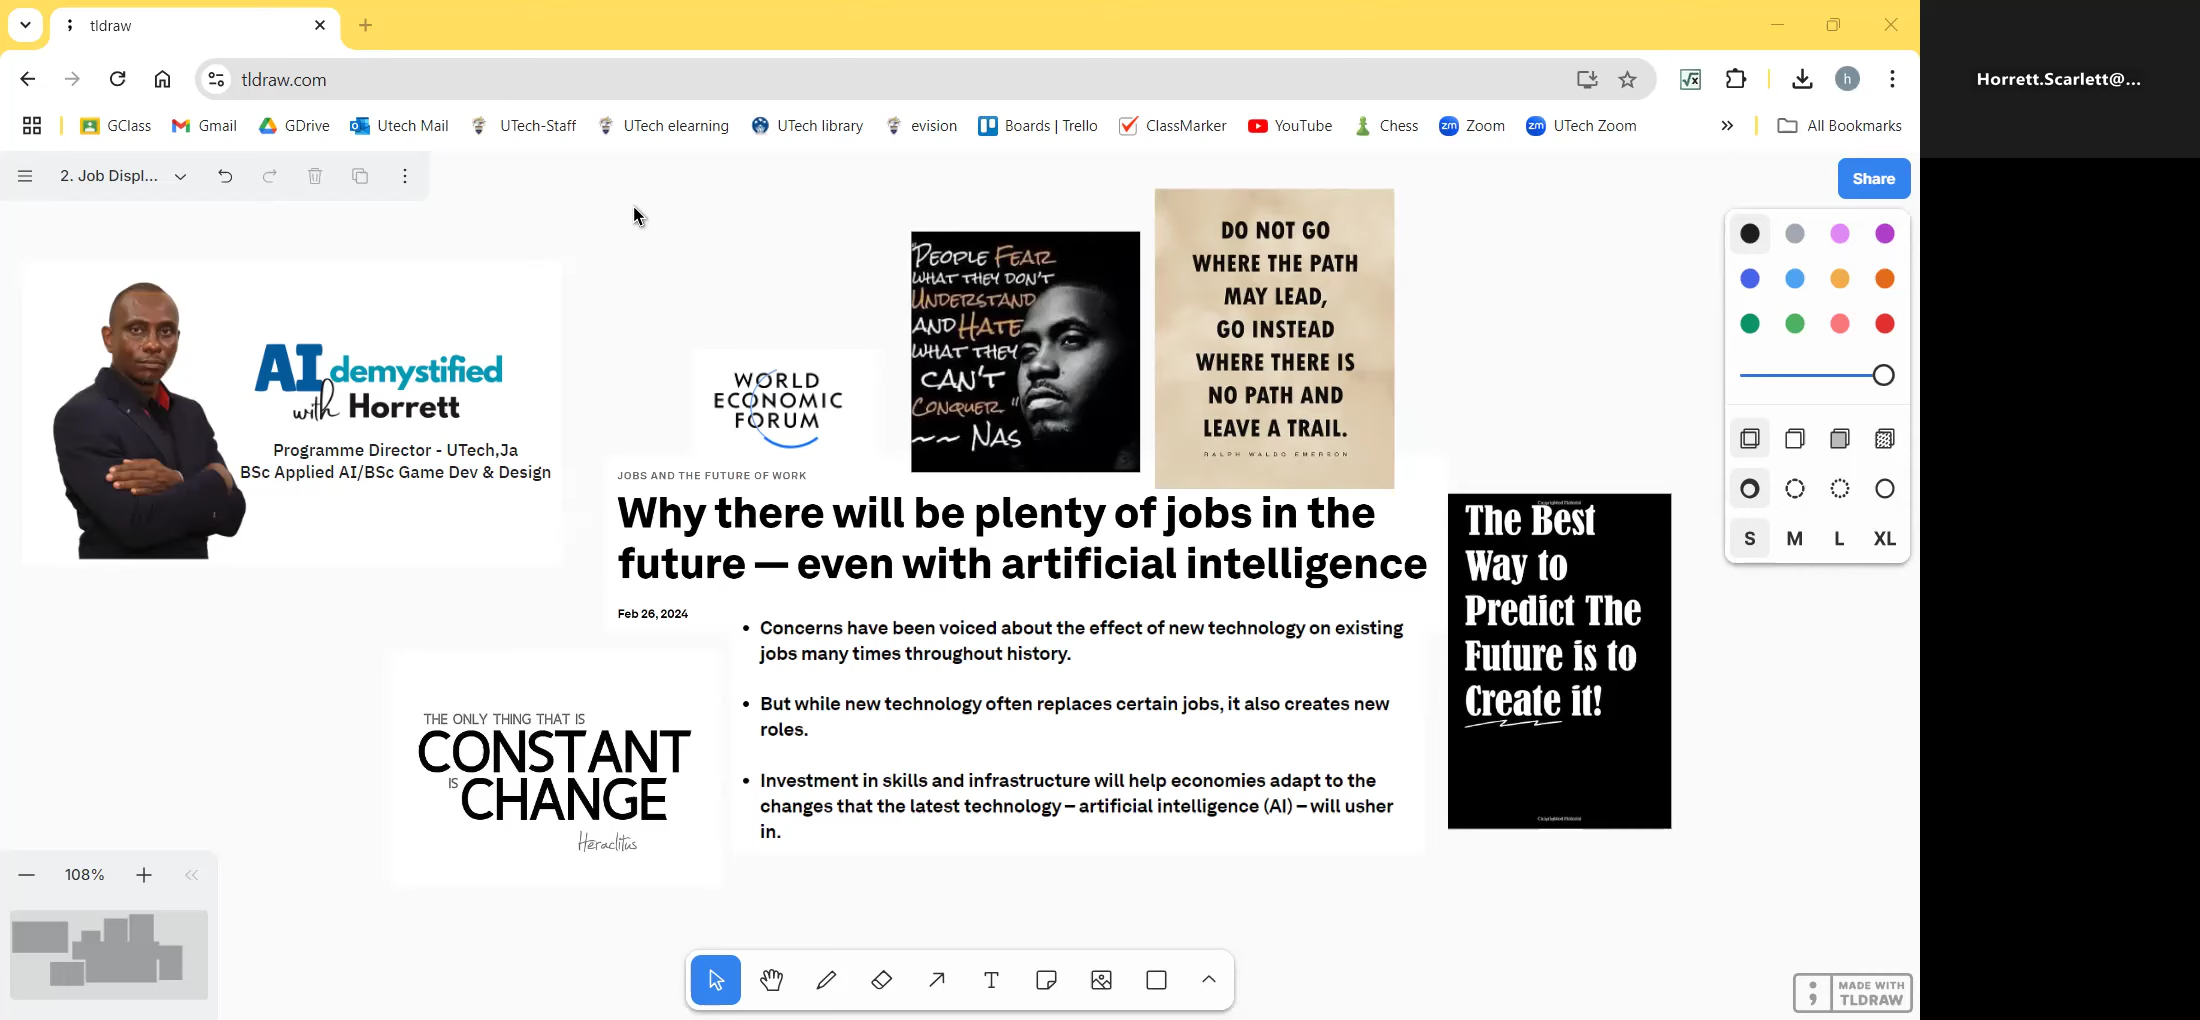 tldraw
tldraw.com
Horrett.Scarlett@...
GClass
Gmail
GDrive
Utech Mail
UTech-Staff
UTech elearning
UTech library
evision
Boards | Trello
ClassMarker
YouTube
Chess
Zoom
UTech Zoom
All Bookmarks
2. Job Displ...
Share
AI demystified
with Horrett
Programme Director - UTech,Ja
BSc Applied AI/BSc Game Dev & Design
WORLD
ECONOMIC
FORUM
"PEOPLE FEAR
WHAT THEY DON'T
UNDERSTAND
AND HATE
WHAT THEY
CAN'T
CONQUER"
~~ NAS
DO NOT GO
WHERE THE PATH
MAY LEAD,
GO INSTEAD
WHERE THERE IS
NO PATH AND
LEAVE A TRAIL.
RALPH WALDO EMERSON
JOBS AND THE FUTURE OF WORK
Why there will be plenty of jobs in the
future — even with artificial intelligence
Feb 26, 2024
• Concerns have been voiced about the effect of new technology on existing
jobs many times throughout history.
• But while new technology often replaces certain jobs, it also creates new
roles.
• Investment in skills and infrastructure will help economies adapt to the
changes that the latest technology – artificial intelligence (AI) – will usher
in.
Copyrighted Material
The Best
Way to
Predict The
Future is to
Create it!
Copyrighted Material
THE ONLY THING THAT IS
CONSTANT
IS
CHANGE
Heraclitus
S M L XL
108%
MADE WITH
TLDRAW